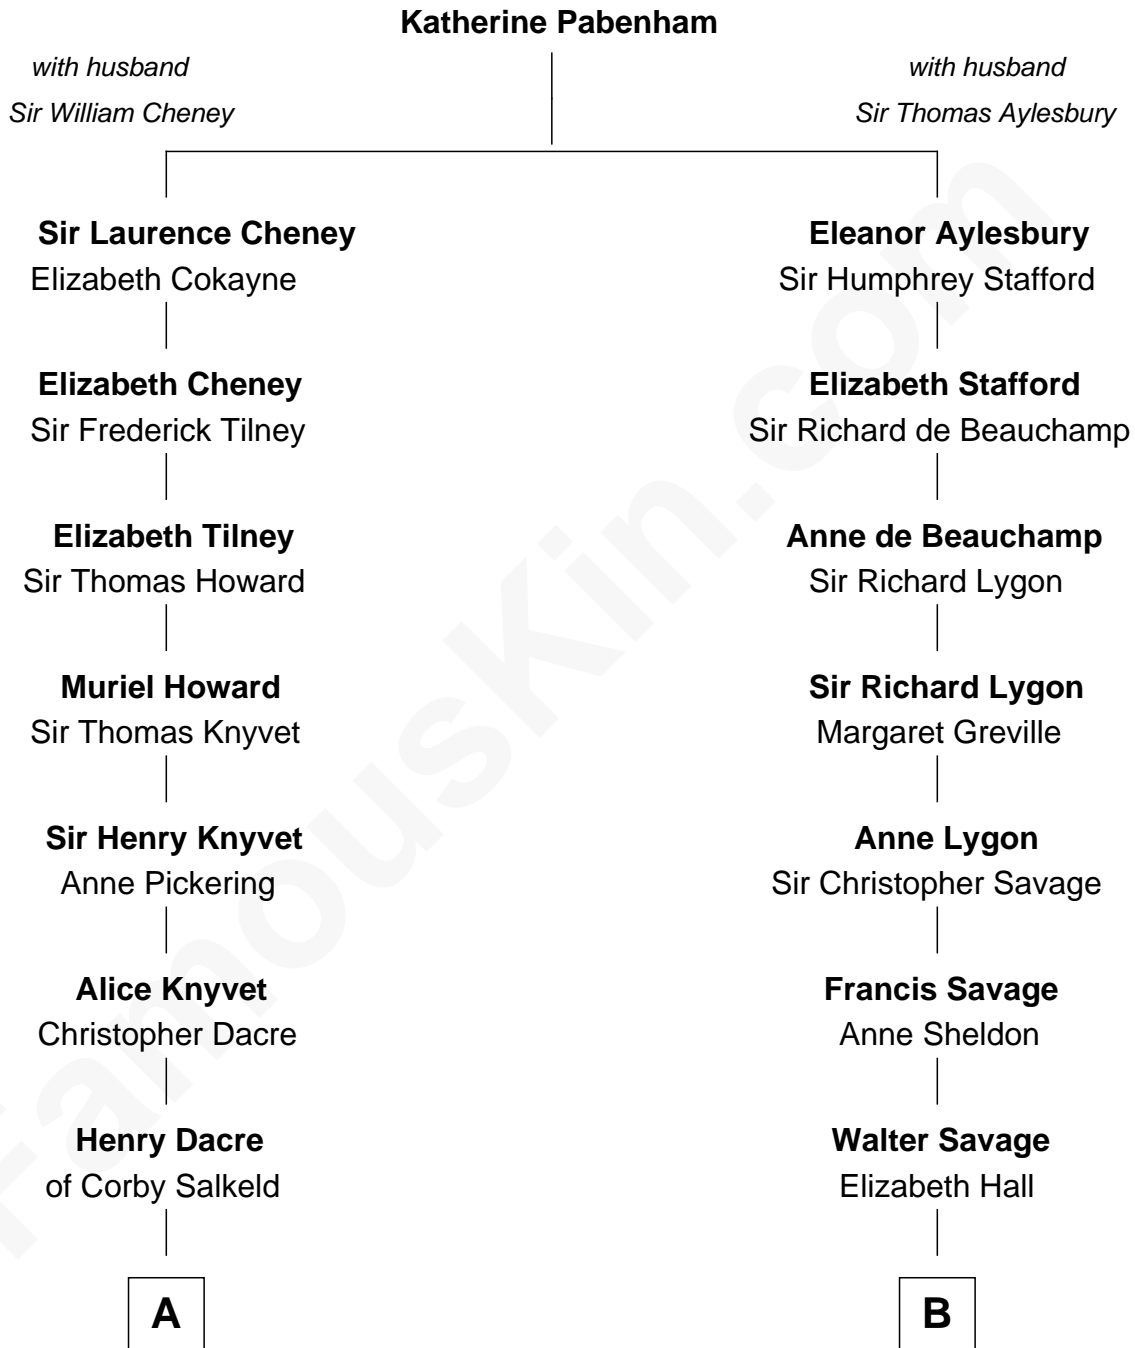 Katherine Pabenham
with husband
Sir William Cheney
with husband
Sir Thomas Aylesbury
Sir Laurence Cheney
Elizabeth Cokayne
Eleanor Aylesbury
Sir Humphrey Stafford
Elizabeth Cheney
Sir Frederick Tilney
Elizabeth Stafford
Sir Richard de Beauchamp
Elizabeth Tilney
Sir Thomas Howard
Anne de Beauchamp
Sir Richard Lygon
Muriel Howard
Sir Thomas Knyvet
Sir Richard Lygon
Margaret Greville
Sir Henry Knyvet
Anne Pickering
Anne Lygon
Sir Christopher Savage
Alice Knyvet
Christopher Dacre
Francis Savage
Anne Sheldon
Henry Dacre
of Corby Salkeld
Walter Savage
Elizabeth Hall
A
B
FamousKin.com